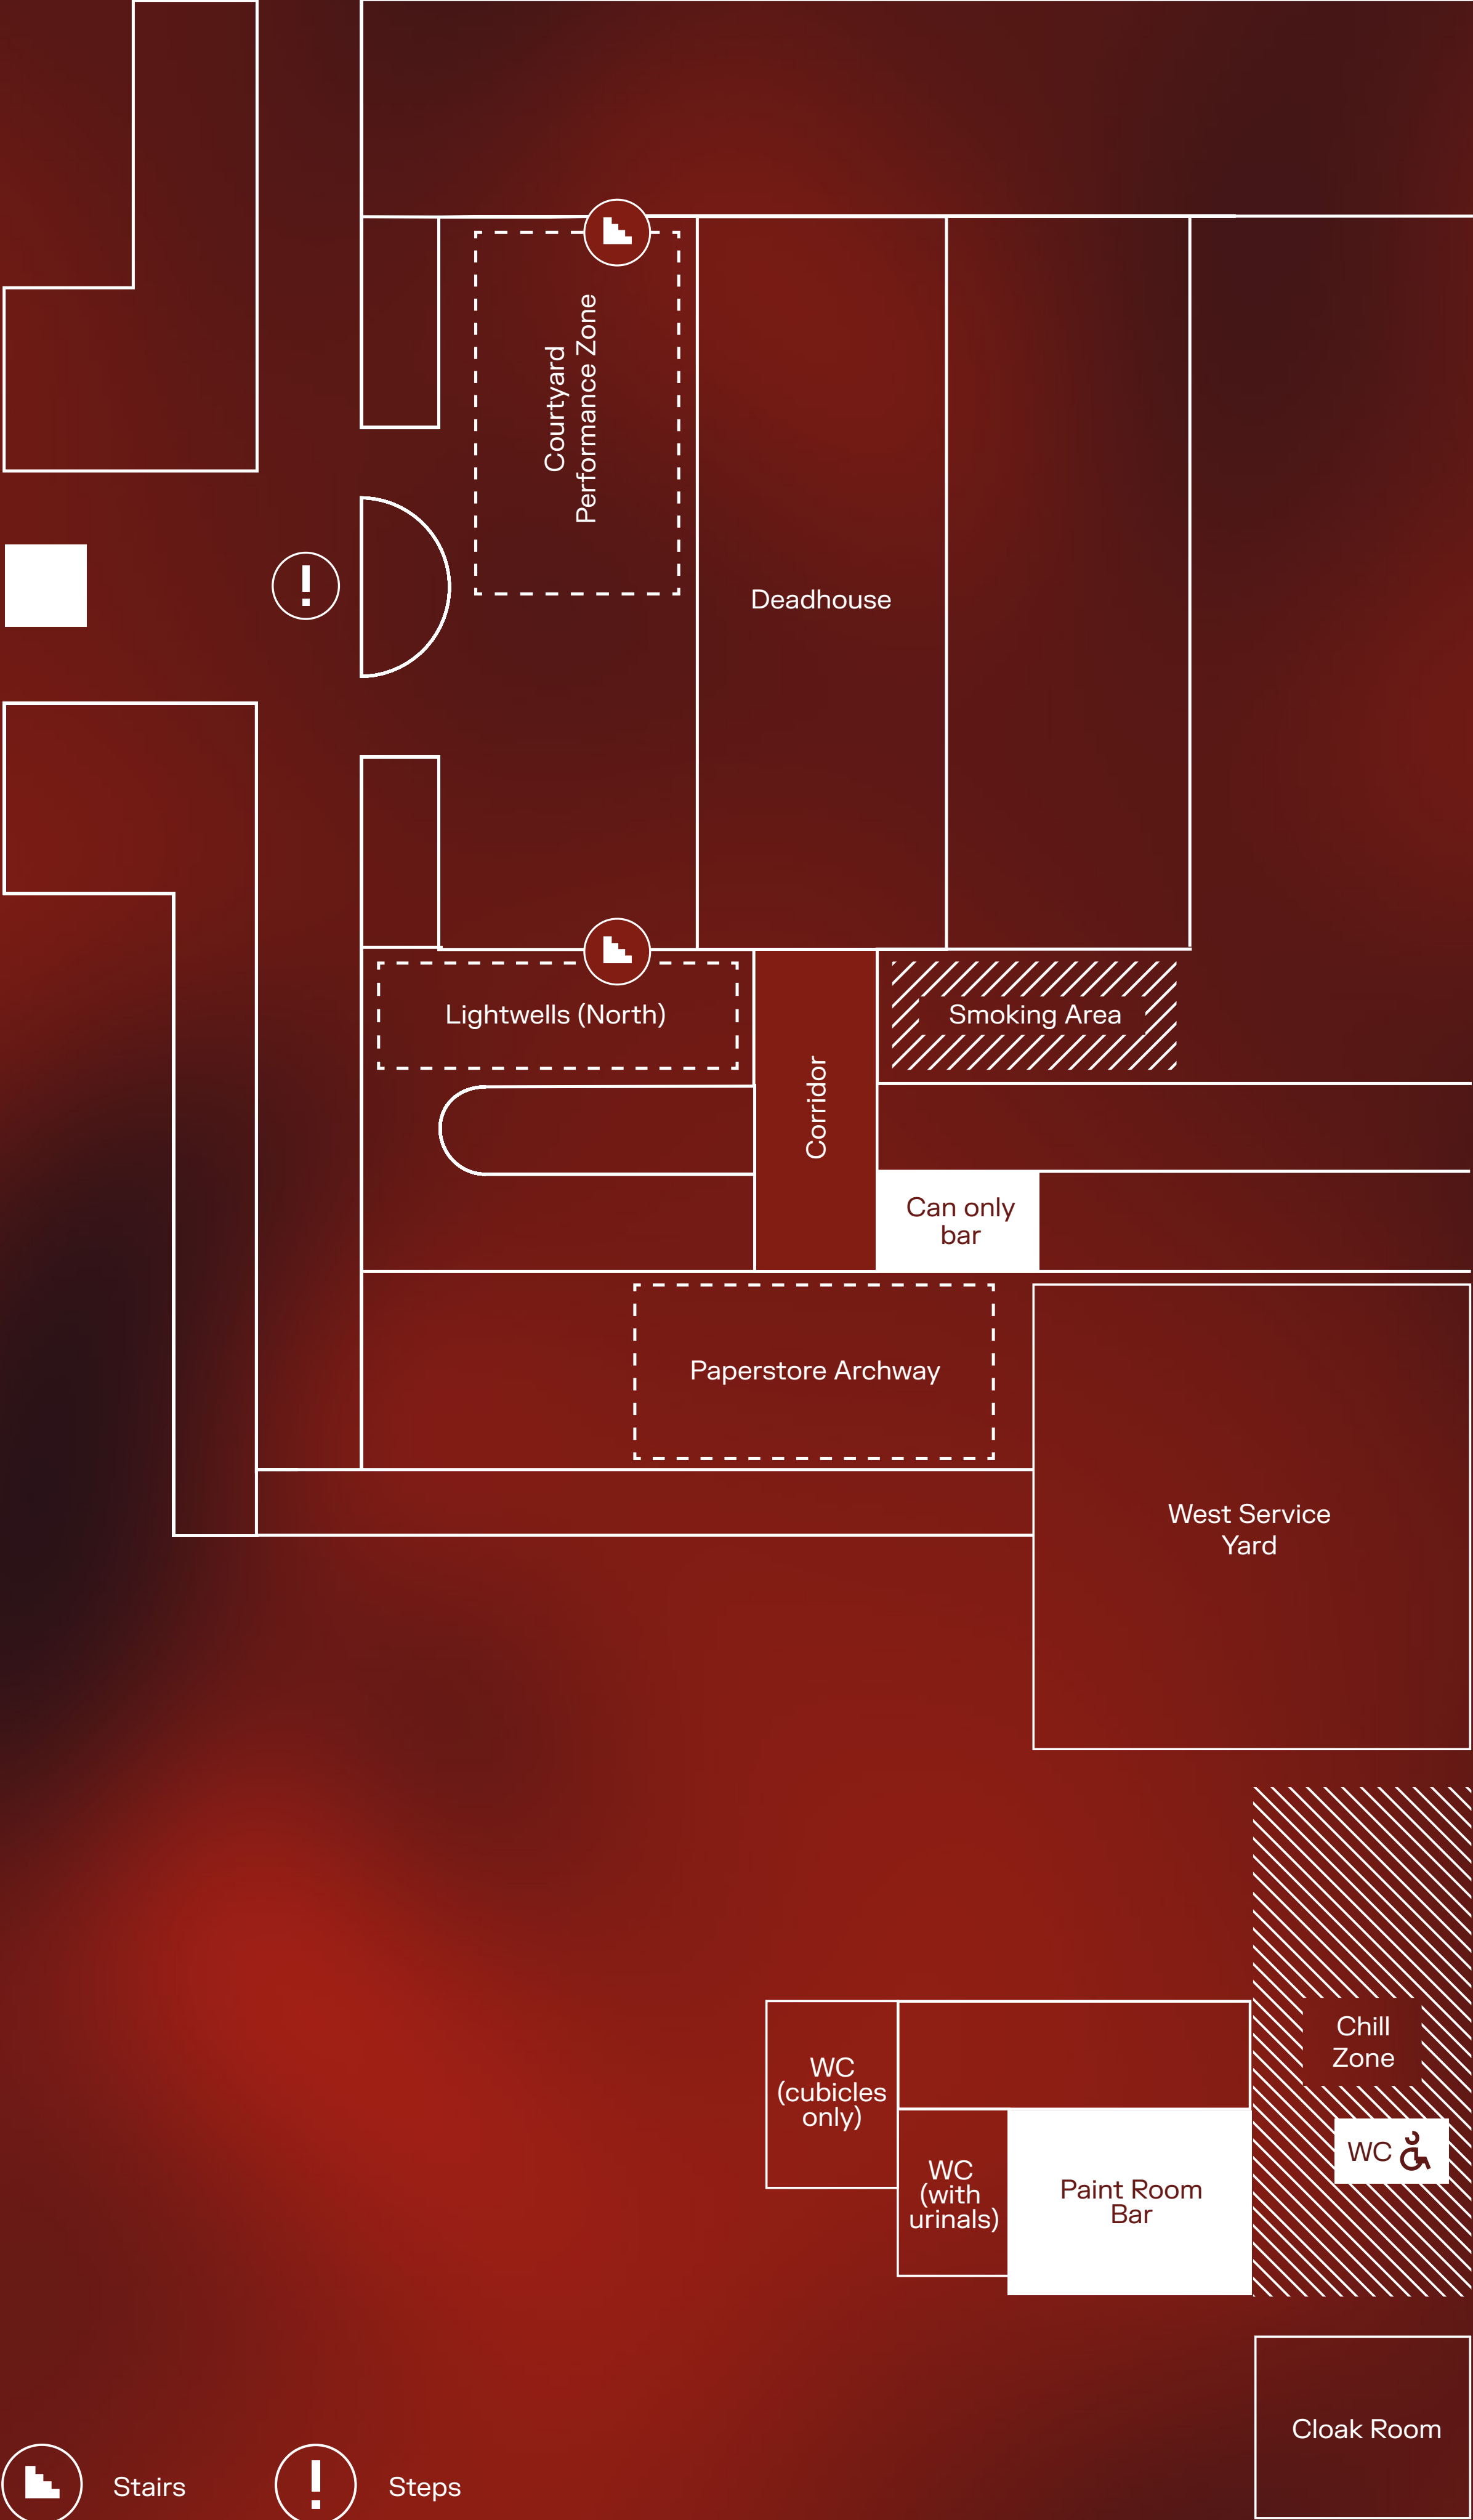 Courtyard
Performance Zone
Deadhouse
Lightwells (North)
Smoking Area
Corridor
Can only
bar
Paperstore Archway
West Service
Yard
Chill
Zone
WC
(cubicles
only)
WC
WC
(with
urinals)
Paint Room
Bar
Cloak Room
Stairs
Steps